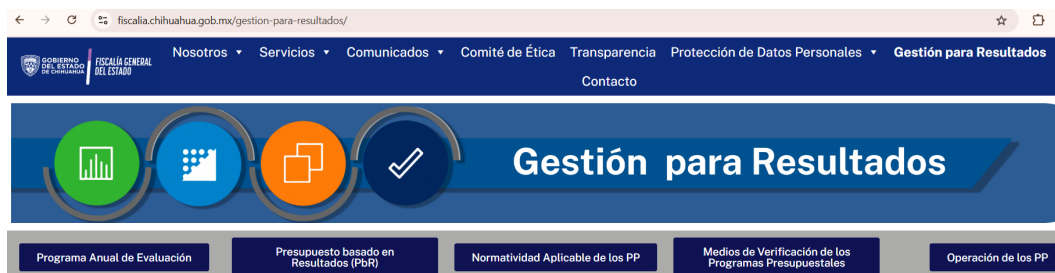 fiscalia.chihuahua.gob.mx/gestion-para-resultados/
GOBIERNO
DEL ESTADO
DE CHIHUAHUA
FISCALÍA GENERAL
DEL ESTADO
Nosotros Servicios Comunicados Comité de Ética Transparencia Protección de Datos Personales Gestión para Resultados
Contacto
Gestión para Resultados
Programa Anual de Evaluación
Presupuesto basado en
Resultados (PbR)
Normatividad Aplicable de los PP
Medios de Verificación de los
Programas Presupuestales
Operación de los PP